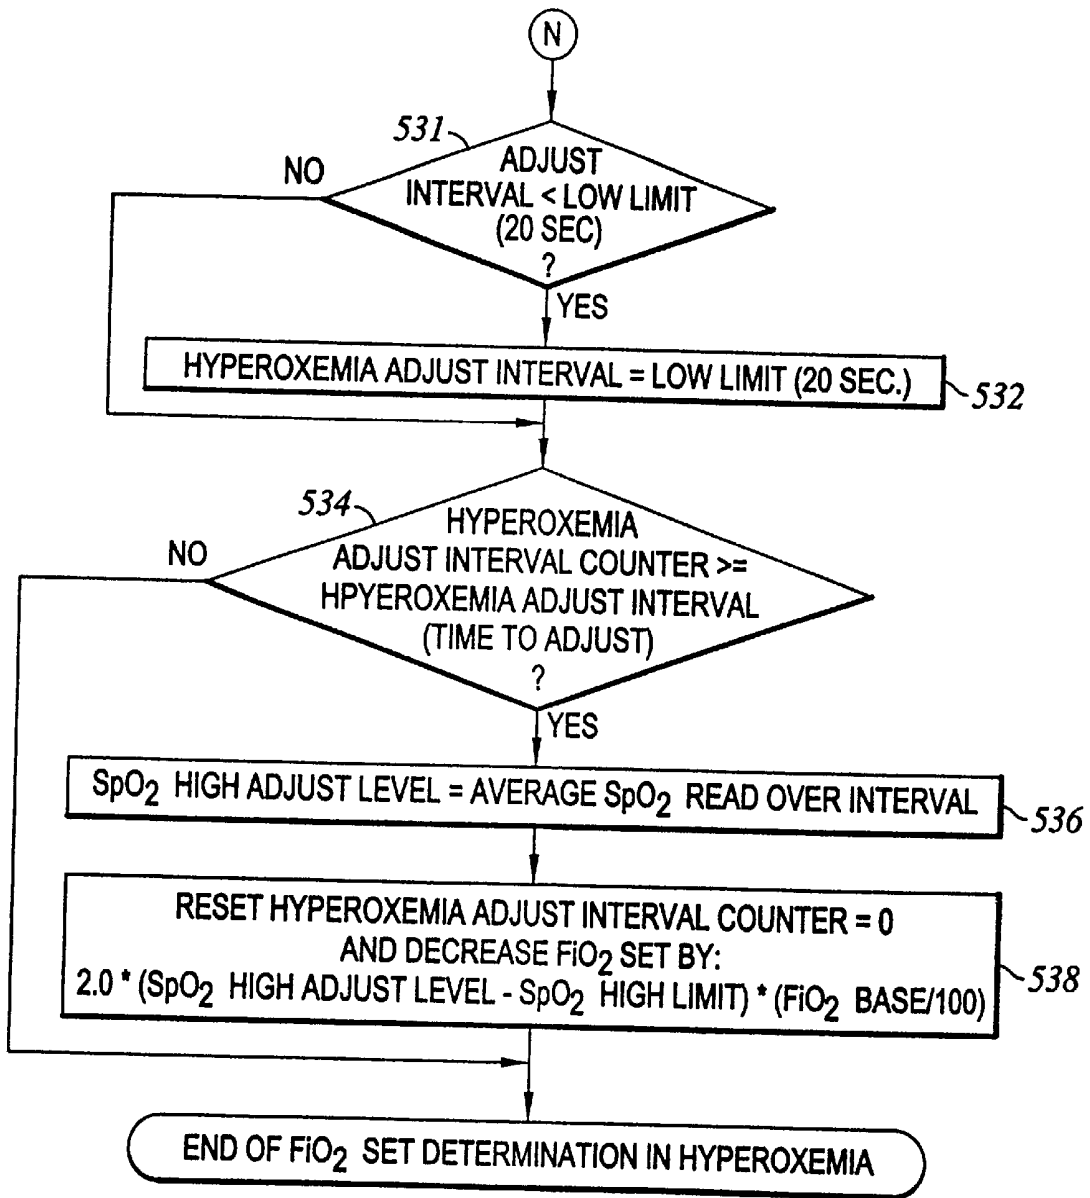 N
531
ADJUST
INTERVAL < LOW LIMIT
(20 SEC)
?
NO
YES
HYPEROXEMIA ADJUST INTERVAL = LOW LIMIT (20 SEC.)
532
534
HYPEROXEMIA
ADJUST INTERVAL COUNTER >=
HPYEROXEMIA ADJUST INTERVAL
(TIME TO ADJUST)
?
NO
YES
SpO2 HIGH ADJUST LEVEL = AVERAGE SpO2 READ OVER INTERVAL
536
RESET HYPEROXEMIA ADJUST INTERVAL COUNTER = 0
AND DECREASE FiO2 SET BY:
2.0 * (SpO2 HIGH ADJUST LEVEL - SpO2 HIGH LIMIT) * (FiO2 BASE/100)
538
END OF FiO2 SET DETERMINATION IN HYPEROXEMIA